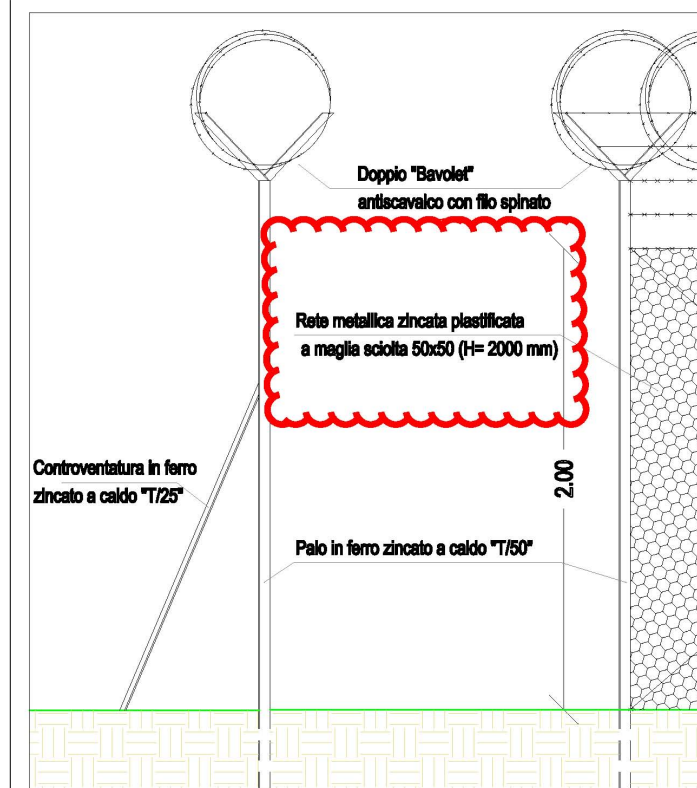 Doppio "Bavolet"
antiscavalco con filo spinato
Rete metallica zincata plastificata
a maglia sciolta 50x50 (H= 2000 mm)
Controventatura in ferro
zincato a caldo "T/25"
2.00
Palo in ferro zincato a caldo "T/50"